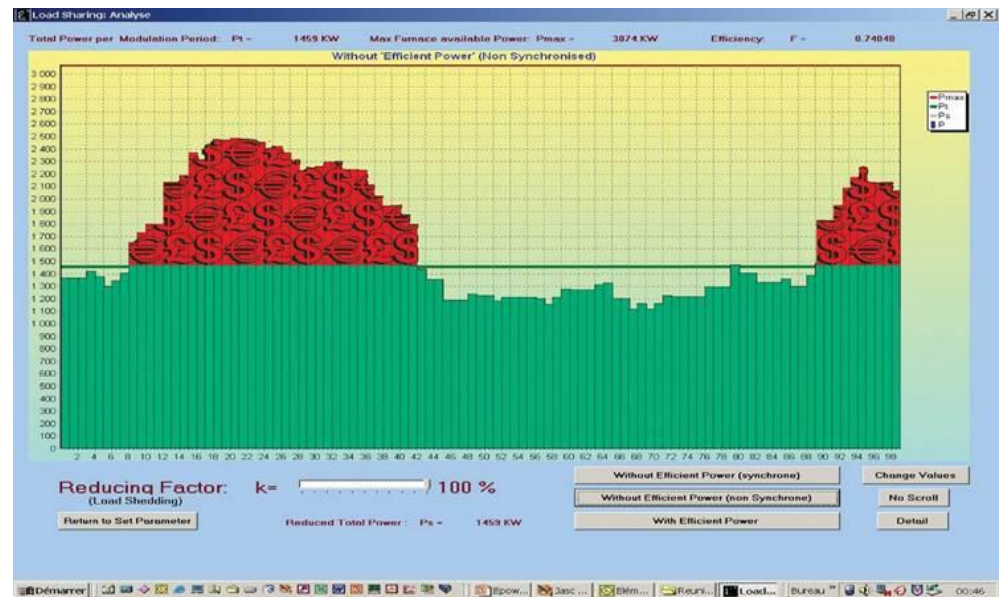 Load Sharing: Analyse
Total Power per Modulation Period: Pt = 1459 KW Max Furnace available Power: Pmax = 3074 KW Efficiency: F = 0.74040
Without 'Efficient Power' (Non Synchronised)
3 000
2 900
2 800
2 700
2 600
2 500
2 400
2 300
2 200
2 100
2 000
1 900
1 800
1 700
1 600
1 500
1 400
1 300
1 200
1 100
1 000
900
800
700
600
500
400
300
200
100
0
Pmax
Pt
Ps
P
2 4 6 8 10 12 14 16 18 20 22 24 26 28 30 32 34 36 38 40 42 44 46 48 50 52 54 56 58 60 62 64 66 68 70 72 74 76 78 80 82 84 86 88 90 92 94 96 98
Reducing Factor: k= 100 %
(Load Shedding)
Return to Set Parameter
Reduced Total Power : Ps = 1459 KW
Without Efficient Power (synchrone)
Without Efficient Power (non Synchrone)
With Efficient Power
Change Values
No Scroll
Detail
Démarrer Epow... Jasc ... Elém... Reuni... Load... Bureau » 00:46